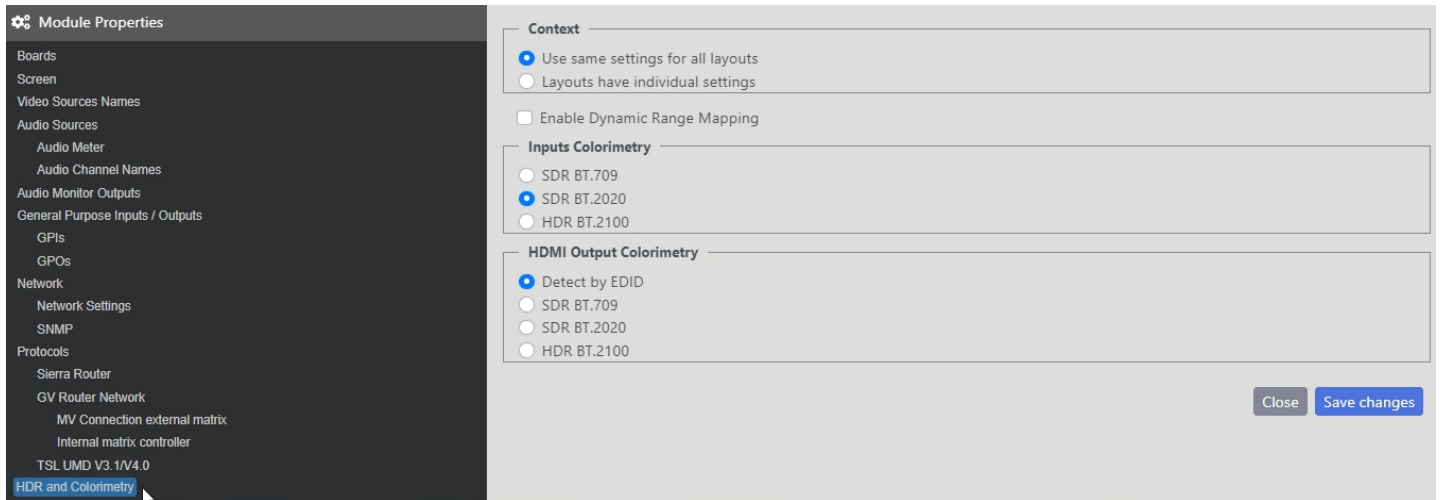 Module Properties
Boards
Screen
Video Sources Names
Audio Sources
Audio Meter
Audio Channel Names
Audio Monitor Outputs
General Purpose Inputs / Outputs
GPIs
GPOs
Network
Network Settings
SNMP
Protocols
Sierra Router
GV Router Network
MV Connection external matrix
Internal matrix controller
TSL UMD V3.1/V4.0
HDR and Colorimetry
Context
Use same settings for all layouts
Layouts have individual settings
Enable Dynamic Range Mapping
Inputs Colorimetry
SDR BT.709
SDR BT.2020
HDR BT.2100
HDMI Output Colorimetry
Detect by EDID
SDR BT.709
SDR BT.2020
HDR BT.2100
Close Save changes